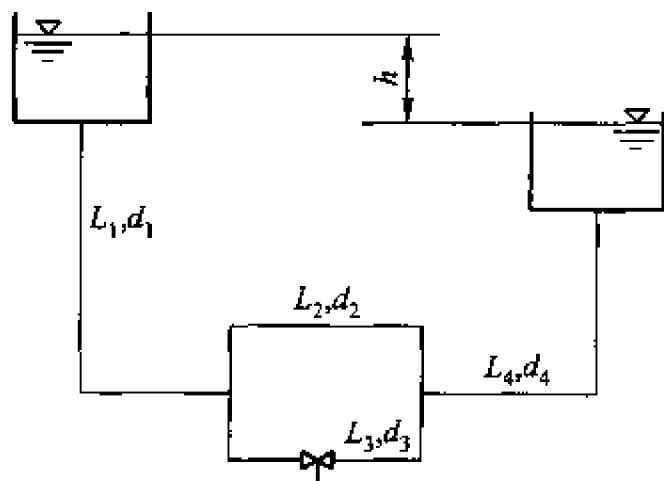 h
L₁,d₁
L₂,d₂
L₄,d₄
L₃,d₃